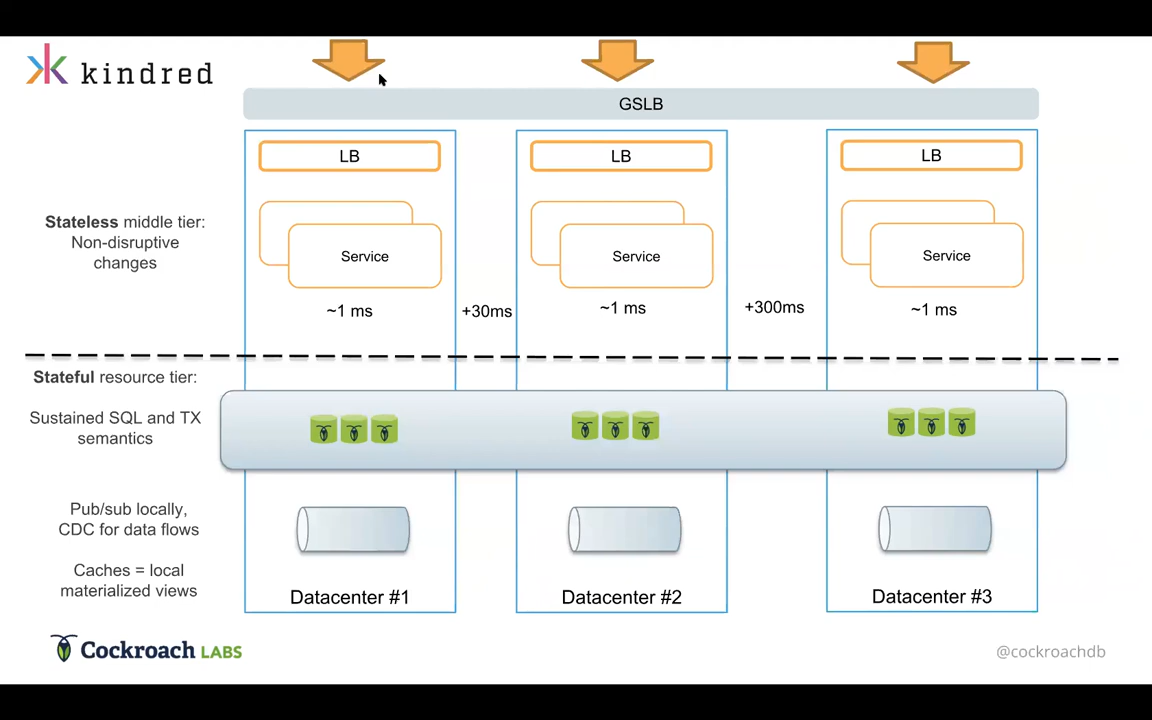 kindred
GSLB
LB
LB
LB
Stateless middle tier:
Non-disruptive
changes
Service
Service
Service
~1 ms
+30ms
~1 ms
+300ms
~1 ms
Stateful resource tier:
Sustained SQL and TX
semantics
Pub/sub locally,
CDC for data flows
Caches = local
materialized views
Datacenter #1
Datacenter #2
Datacenter #3
Cockroach LABS
@cockroachdb